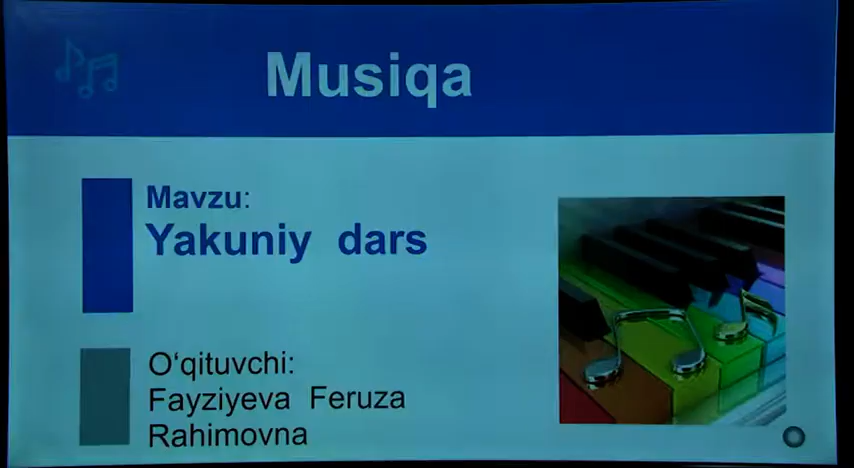 Musiqa
Mavzu:
Yakuniy dars
O‘qituvchi:
Fayziyeva Feruza
Rahimovna